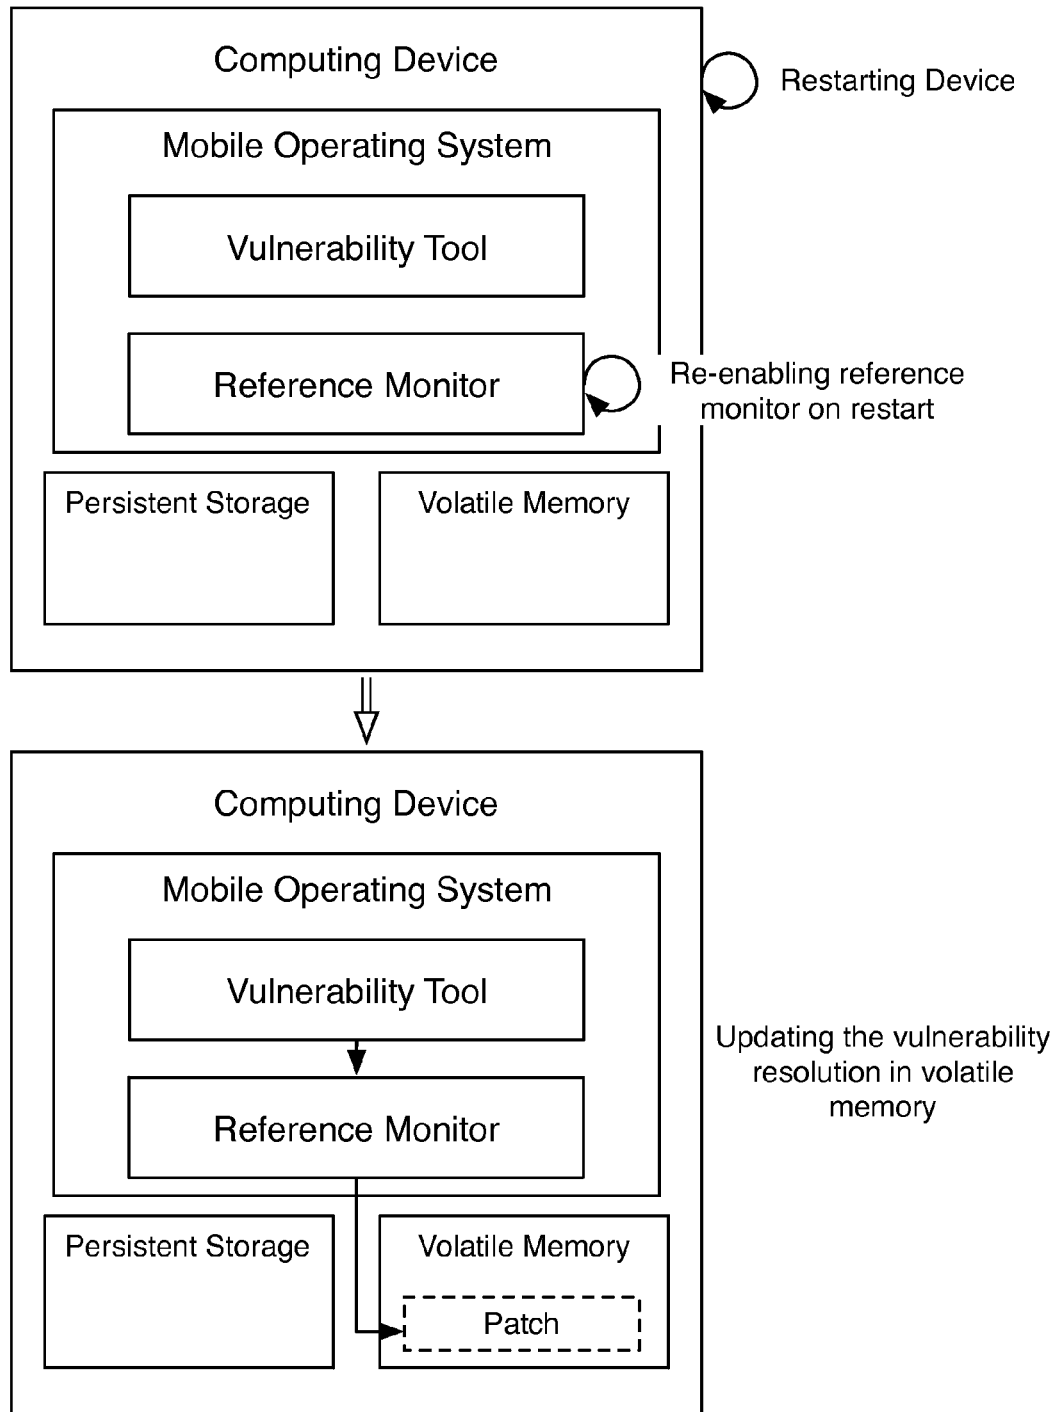 Computing Device
Restarting Device
Mobile Operating System
Vulnerability Tool
Reference Monitor
Re-enabling reference
monitor on restart
Persistent Storage
Volatile Memory
Computing Device
Mobile Operating System
Vulnerability Tool
Updating the vulnerability
resolution in volatile
memory
Reference Monitor
Persistent Storage
Volatile Memory
Patch